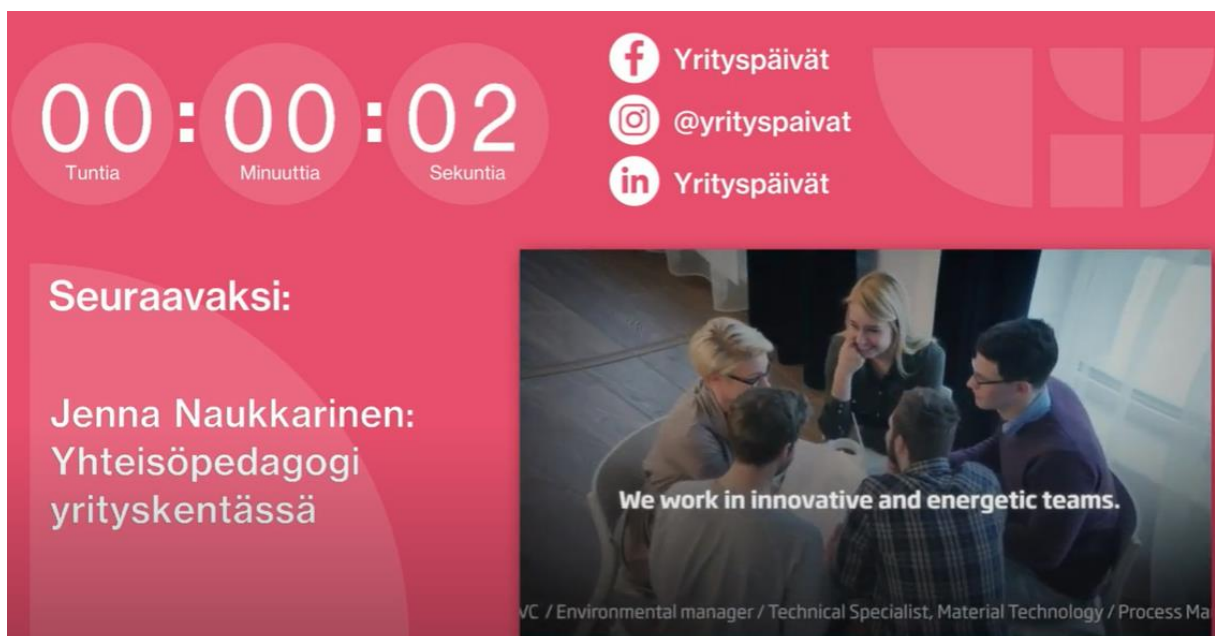 00:00:02
Tuntia Minuuttia Sekuntia
Yrityspäivät
@yrityspaivat
Yrityspäivät
Seuraavaksi:
Jenna Naukkarinen:
Yhteisöpedagogi
yrityskentässä
We work in innovative and energetic teams.
/ Environmental manager / Technical Specialist, Material Technology / Process